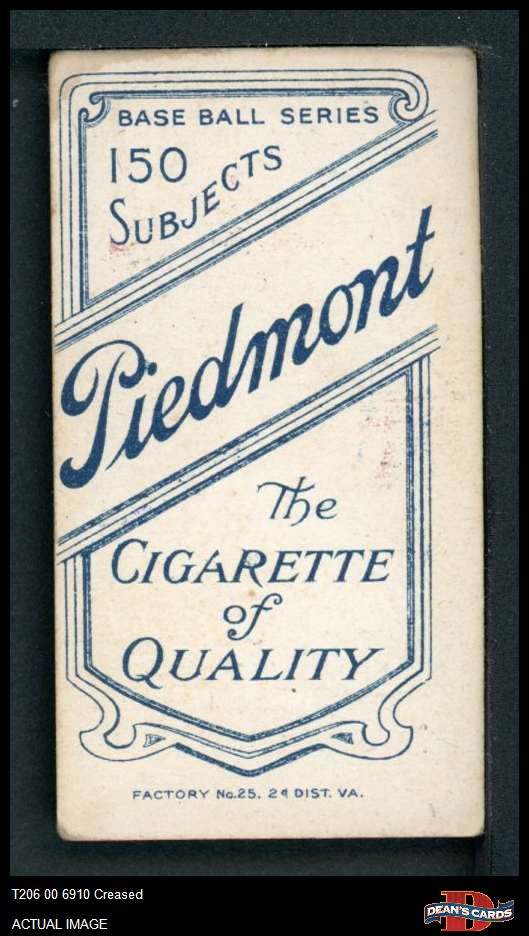 BASE BALL SERIES
150
SUBJECTS
Piedmont
The
CIGARETTE
of
QUALITY
FACTORY No.25. 2d DIST. VA.
T206 00 6910 Creased
ACTUAL IMAGE
D
DEAN'S CARDS